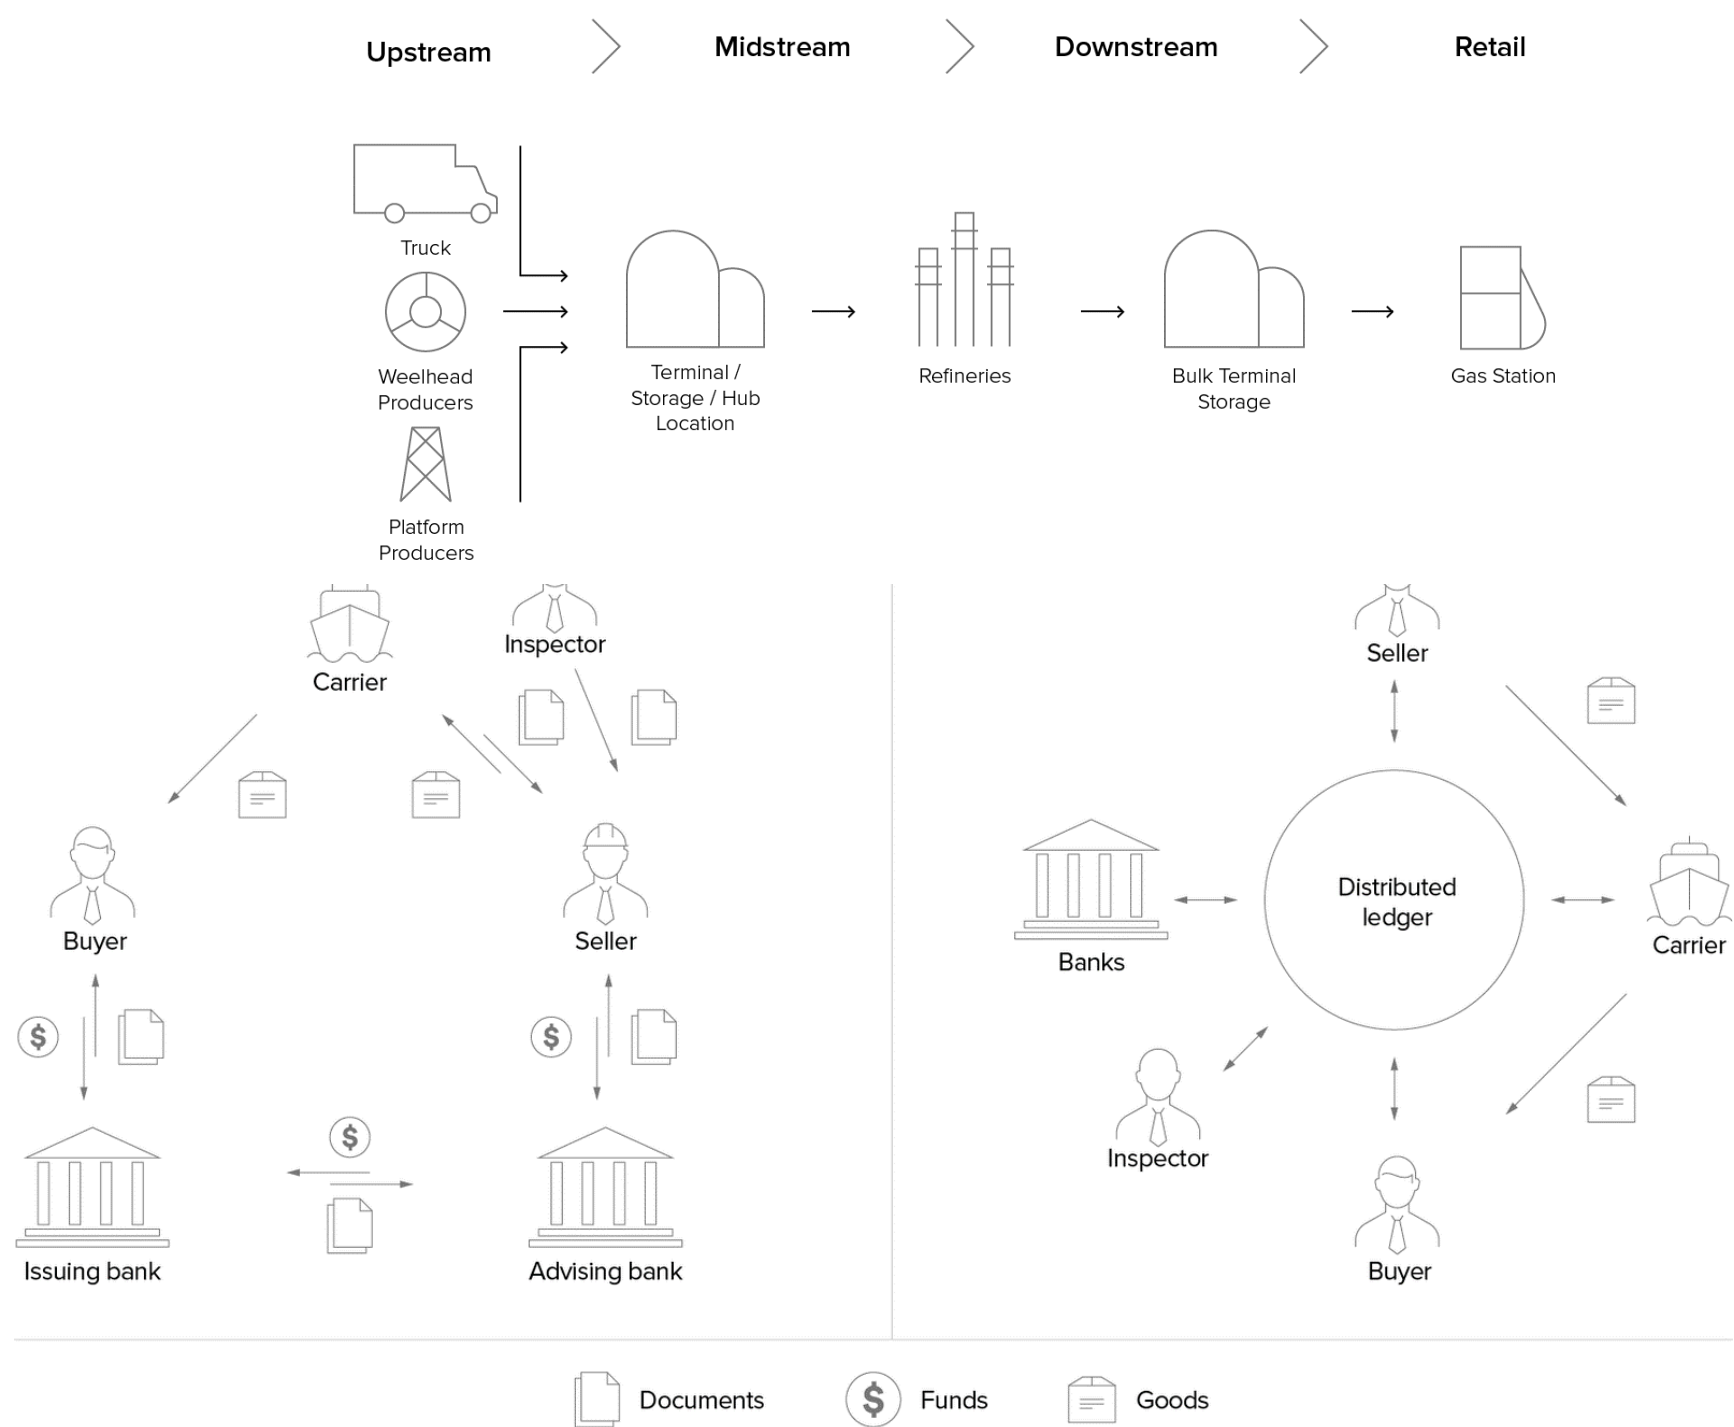 Upstream
Midstream
Downstream
Retail
Truck
Weelhead
Producers
Platform
Producers
Terminal /
Storage / Hub
Location
Refineries
Bulk Terminal
Storage
Gas Station
Carrier
Inspector
Buyer
Seller
$
$
$
Issuing bank
Advising bank
Seller
Banks
Distributed
ledger
Carrier
Inspector
Buyer
Documents
$
Funds
Goods